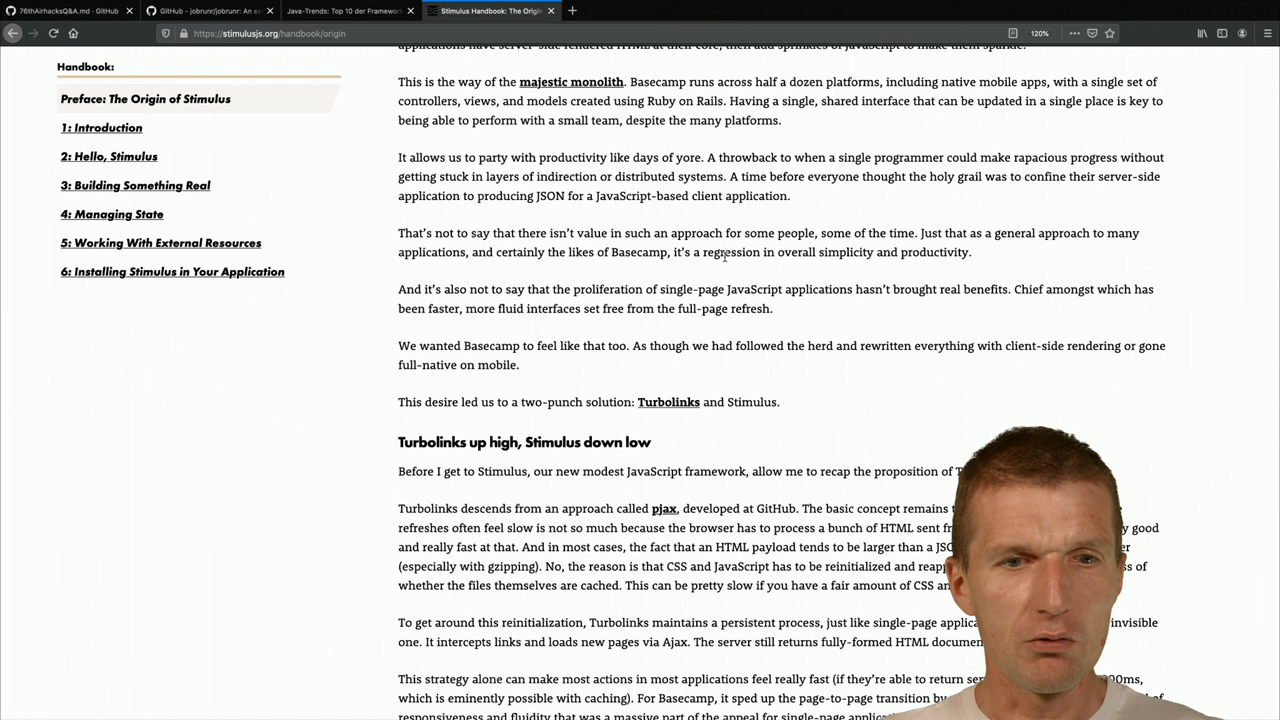 76thAirhacksQ&A.md · GitHub
GitHub - jobrunr/jobrunr: An ex
Java-Trends: Top 10 der Framework
Stimulus Handbook: The Origin
https://stimulusjs.org/handbook/origin
120%
applications have server-side rendered HTML at their core, then add sprinkles of JavaScript to make them sparkle.
Handbook:
Preface: The Origin of Stimulus
1: Introduction
2: Hello, Stimulus
3: Building Something Real
4: Managing State
5: Working With External Resources
6: Installing Stimulus in Your Application
This is the way of the majestic monolith. Basecamp runs across half a dozen platforms, including native mobile apps, with a single set of
controllers, views, and models created using Ruby on Rails. Having a single, shared interface that can be updated in a single place is key to
being able to perform with a small team, despite the many platforms.
It allows us to party with productivity like days of yore. A throwback to when a single programmer could make rapacious progress without
getting stuck in layers of indirection or distributed systems. A time before everyone thought the holy grail was to confine their server-side
application to producing JSON for a JavaScript-based client application.
That's not to say that there isn't value in such an approach for some people, some of the time. Just that as a general approach to many
applications, and certainly the likes of Basecamp, it's a regression in overall simplicity and productivity.
And it's also not to say that the proliferation of single-page JavaScript applications hasn't brought real benefits. Chief amongst which has
been faster, more fluid interfaces set free from the full-page refresh.
We wanted Basecamp to feel like that too. As though we had followed the herd and rewritten everything with client-side rendering or gone
full-native on mobile.
This desire led us to a two-punch solution: Turbolinks and Stimulus.
Turbolinks up high, Stimulus down low
Before I get to Stimulus, our new modest JavaScript framework, allow me to recap the proposition of
Turbolinks descends from an approach called pjax, developed at GitHub. The basic concept remains
refreshes often feel slow is not so much because the browser has to process a bunch of HTML sent good
and really fast at that. And in most cases, the fact that an HTML payload tends to be larger than a
(especially with gzipping). No, the reason is that CSS and JavaScript has to be reinitialized and of
whether the files themselves are cached. This can be pretty slow if you have a fair amount of CSS
To get around this reinitialization, Turbolinks maintains a persistent process, just like single-page invisible
one. It intercepts links and loads new pages via Ajax. The server still returns fully-formed HTML
This strategy alone can make most actions in most applications feel really fast (if they're able to return
which is eminently possible with caching). For Basecamp, it sped up the page-to-page transition by of
responsiveness and fluidity that was a massive part of the appeal for single-page